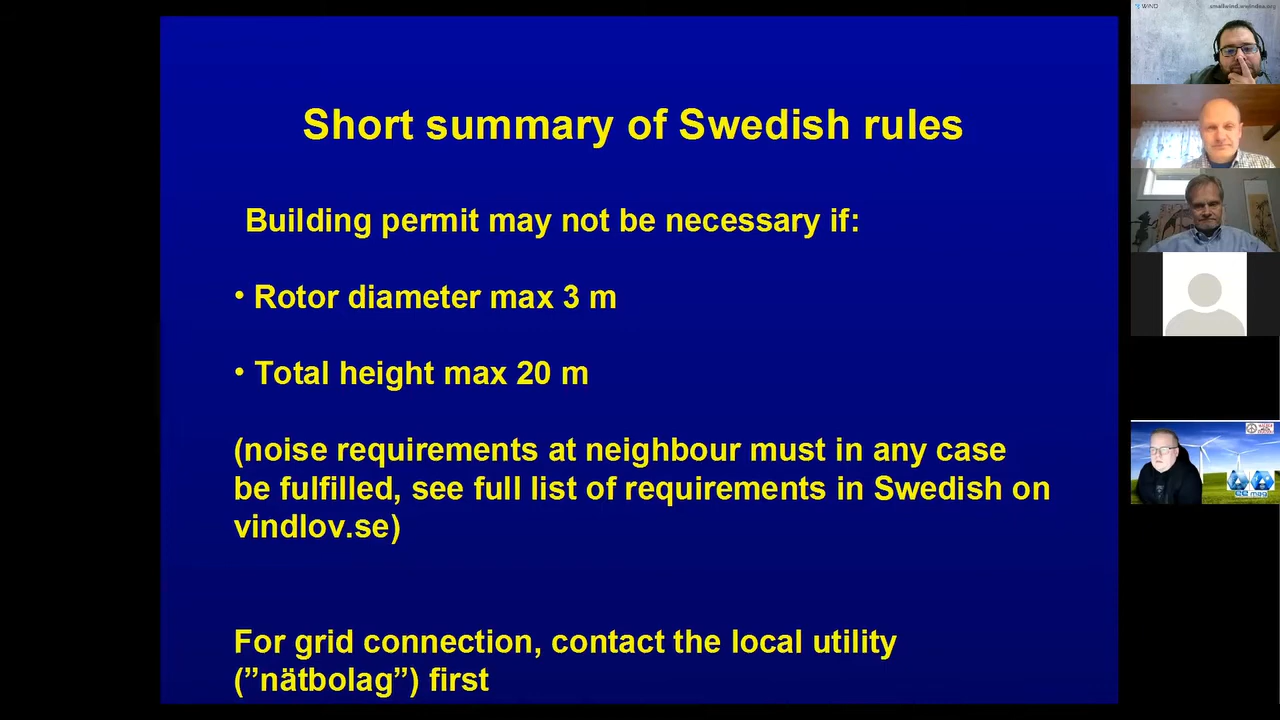 Short summary of Swedish rules
Building permit may not be necessary if:
• Rotor diameter max 3 m
• Total height max 20 m
(noise requirements at neighbour must in any case
be fulfilled, see full list of requirements in Swedish on
vindlov.se)
For grid connection, contact the local utility
(”nätbolag”) first
WIND